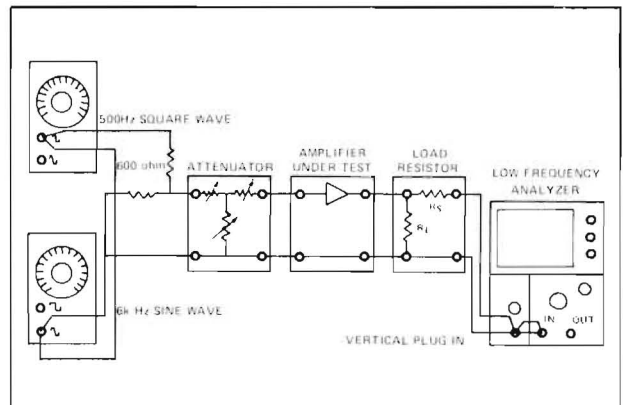 500Hz SQUARE WAVE
600 ohm
ATTENUATOR
AMPLIFIER
UNDER TEST
LOAD
RESISTOR
LOW FREQUENCY
ANALYZER
RS
RL
6k Hz SINE WAVE
IN OUT
VERTICAL PLUG IN